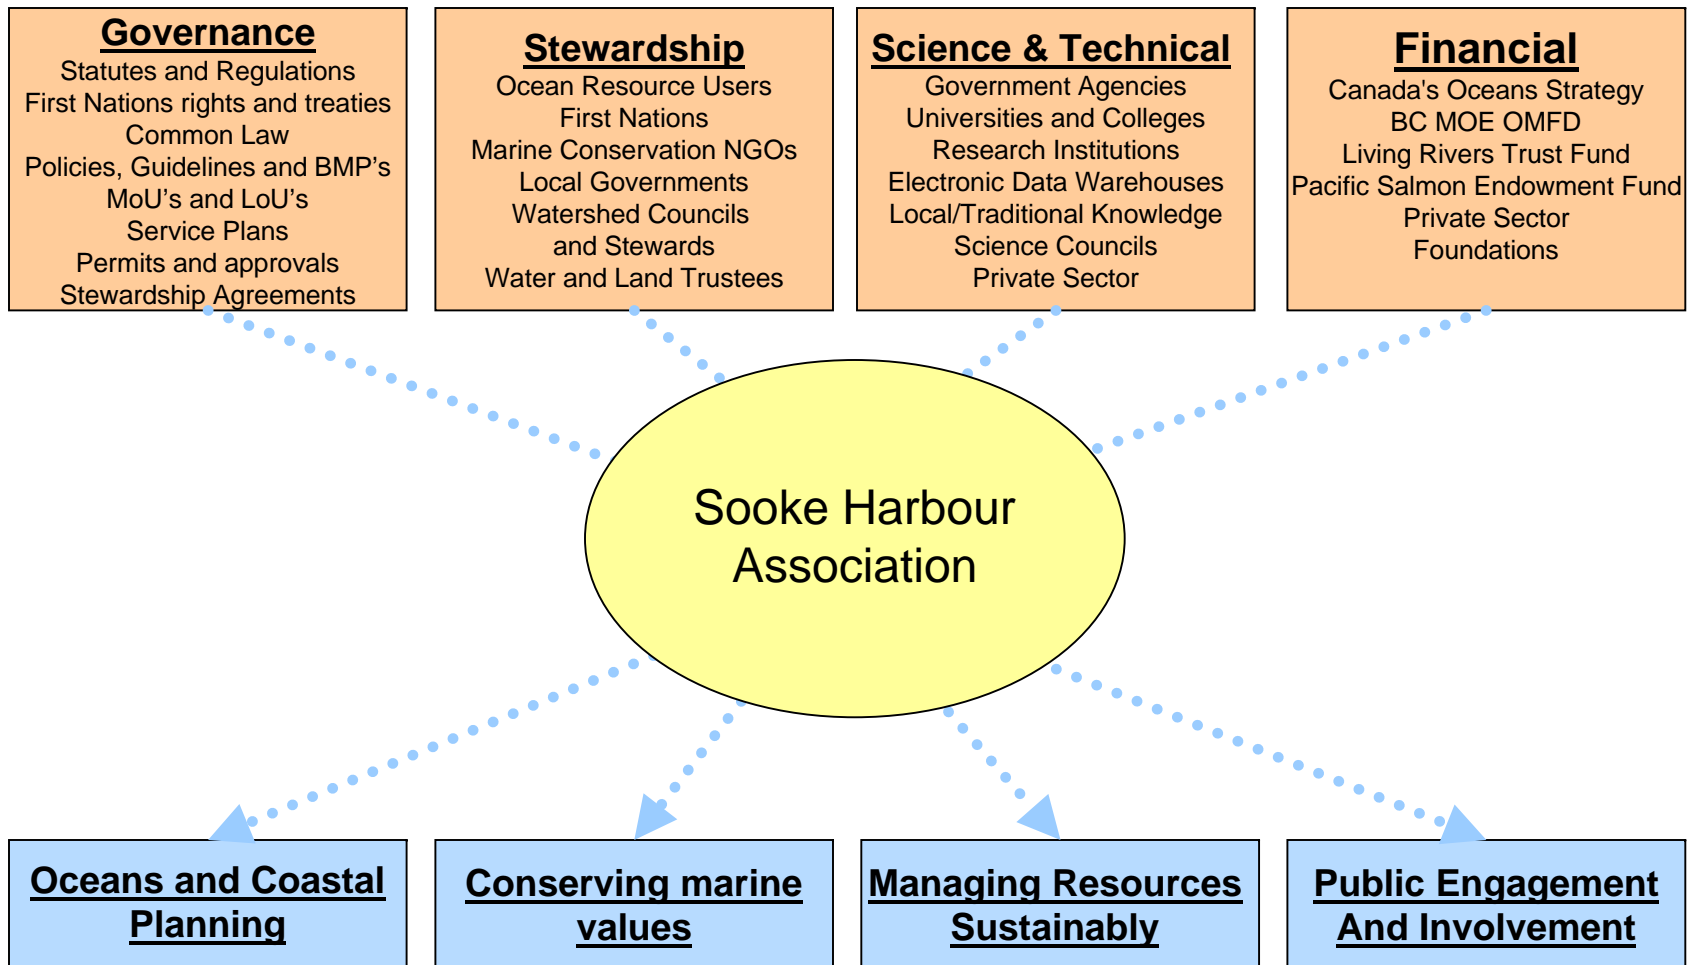 Governance
Statutes and Regulations
First Nations rights and treaties
Common Law
Policies, Guidelines and BMP’s
MoU’s and LoU’s
Service Plans
Permits and approvals
Stewardship Agreements
Stewardship
Ocean Resource Users
First Nations
Marine Conservation NGOs
Local Governments
Watershed Councils
and Stewards
Water and Land Trustees
Science & Technical
Government Agencies
Universities and Colleges
Research Institutions
Electronic Data Warehouses
Local/Traditional Knowledge
Science Councils
Private Sector
Financial
Canada's Oceans Strategy
BC MOE OMFD
Living Rivers Trust Fund
Pacific Salmon Endowment Fund
Private Sector
Foundations
Sooke Harbour
Association
Oceans and Coastal
Planning
Conserving marine
values
Managing Resources
Sustainably
Public Engagement
And Involvement